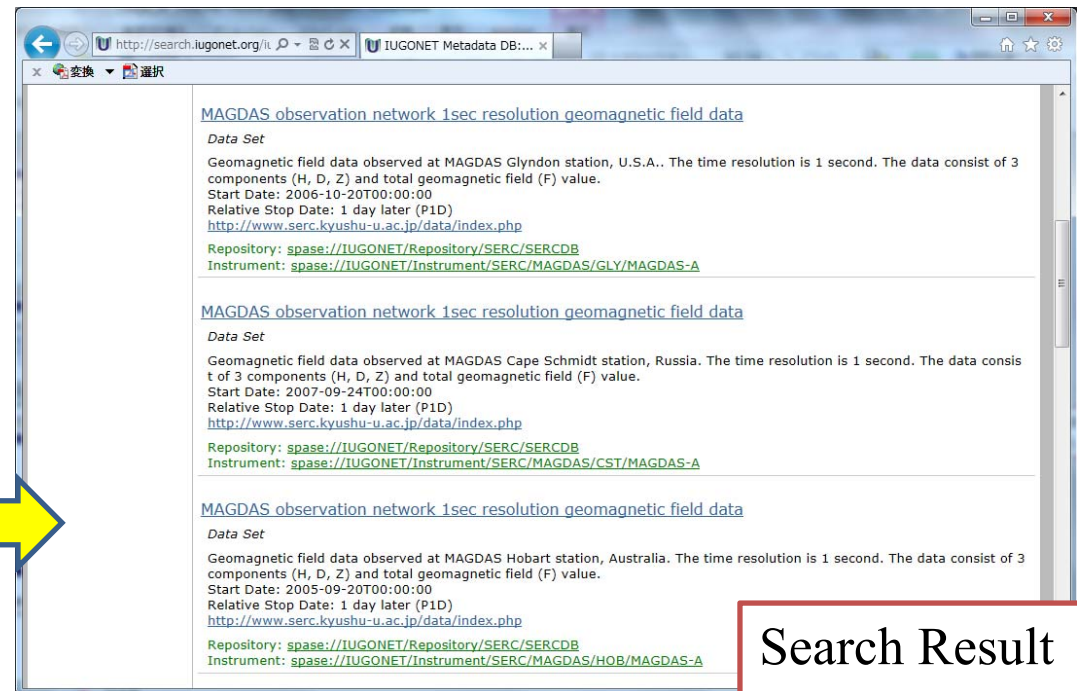 http://search.iugonet.org/iu
IUGONET Metadata DB:... ×
x 変換 ▼ 選択
MAGDAS observation network 1sec resolution geomagnetic field data
Data Set
Geomagnetic field data observed at MAGDAS Glyndon station, U.S.A.. The time resolution is 1 second. The data consist of 3
components (H, D, Z) and total geomagnetic field (F) value.
Start Date: 2006-10-20T00:00:00
Relative Stop Date: 1 day later (P1D)
http://www.serc.kyushu-u.ac.jp/data/index.php
Repository: spase://IUGONET/Repository/SERC/SERCDB
Instrument: spase://IUGONET/Instrument/SERC/MAGDAS/GLY/MAGDAS-A
MAGDAS observation network 1sec resolution geomagnetic field data
Data Set
Geomagnetic field data observed at MAGDAS Cape Schmidt station, Russia. The time resolution is 1 second. The data consis
t of 3 components (H, D, Z) and total geomagnetic field (F) value.
Start Date: 2007-09-24T00:00:00
Relative Stop Date: 1 day later (P1D)
http://www.serc.kyushu-u.ac.jp/data/index.php
Repository: spase://IUGONET/Repository/SERC/SERCDB
Instrument: spase://IUGONET/Instrument/SERC/MAGDAS/CST/MAGDAS-A
MAGDAS observation network 1sec resolution geomagnetic field data
Data Set
Geomagnetic field data observed at MAGDAS Hobart station, Australia. The time resolution is 1 second. The data consist of 3
components (H, D, Z) and total geomagnetic field (F) value.
Start Date: 2005-09-20T00:00:00
Relative Stop Date: 1 day later (P1D)
http://www.serc.kyushu-u.ac.jp/data/index.php
Repository: spase://IUGONET/Repository/SERC/SERCDB
Instrument: spase://IUGONET/Instrument/SERC/MAGDAS/HOB/MAGDAS-A
Search Result